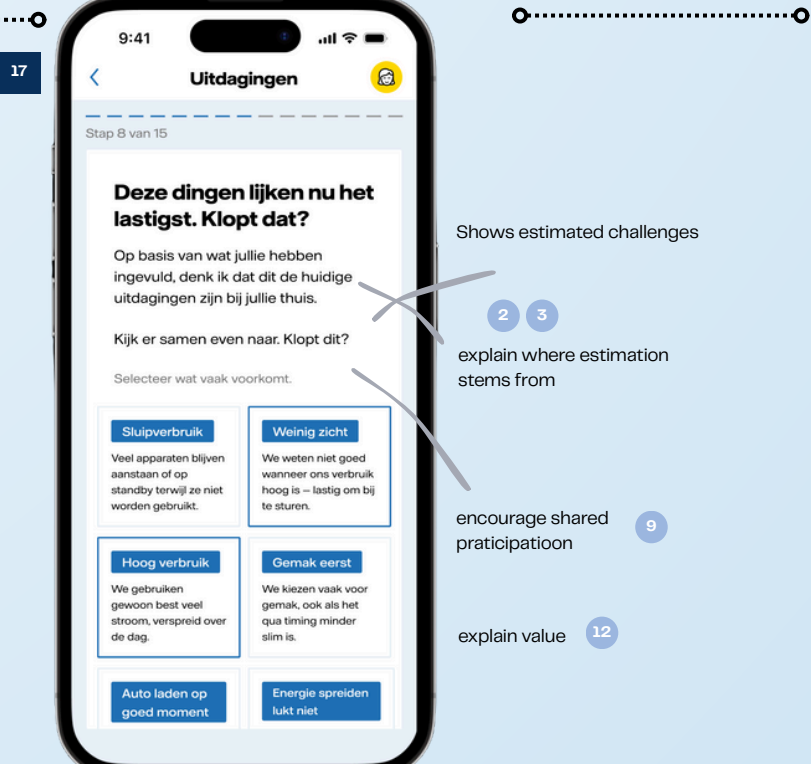 17
9:41
Uitdagingen
Stap 8 van 15
Deze dingen lijken nu het
lastigst. Klopt dat?
Op basis van wat jullie hebben
ingevuld, denk ik dat dit de huidige
uitdagingen zijn bij jullie thuis.
Kijk er samen even naar. Klopt dit?
Selecteer wat vaak voorkomt.
Sluipverbruik
Veel apparaten blijven
aanstaan of op
standby terwijl ze niet
worden gebruikt.
Weinig zicht
We weten niet goed
wanneer ons verbruik
hoog is – lastig om bij
te sturen.
Hoog verbruik
We gebruiken
gewoon best veel
stroom, verspreid over
de dag.
Gemak eerst
We kiezen vaak voor
gemak, ook als het
qua timing minder
slim is.
Auto laden op
goed moment
Energie spreiden
lukt niet
Shows estimated challenges
2 3
explain where estimation
stems from
encourage shared
praticipatioon
9
explain value 12